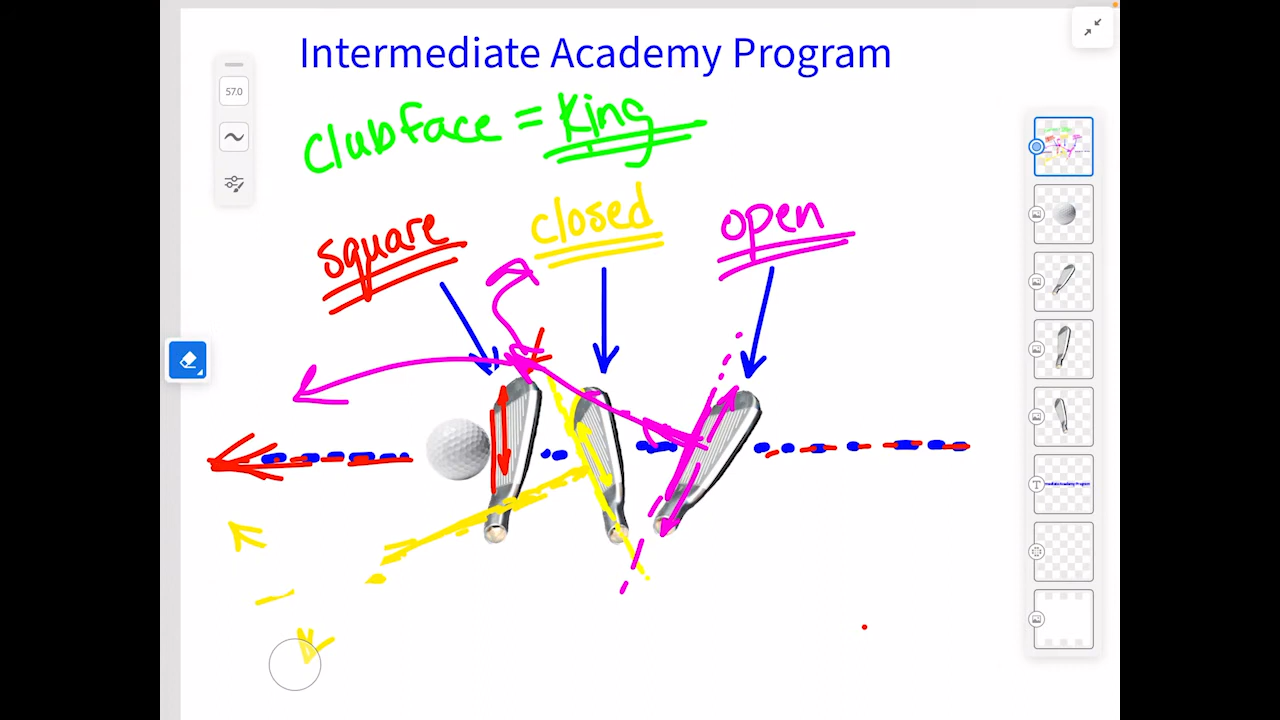 Intermediate Academy Program
57.0
clubface = King
square closed open